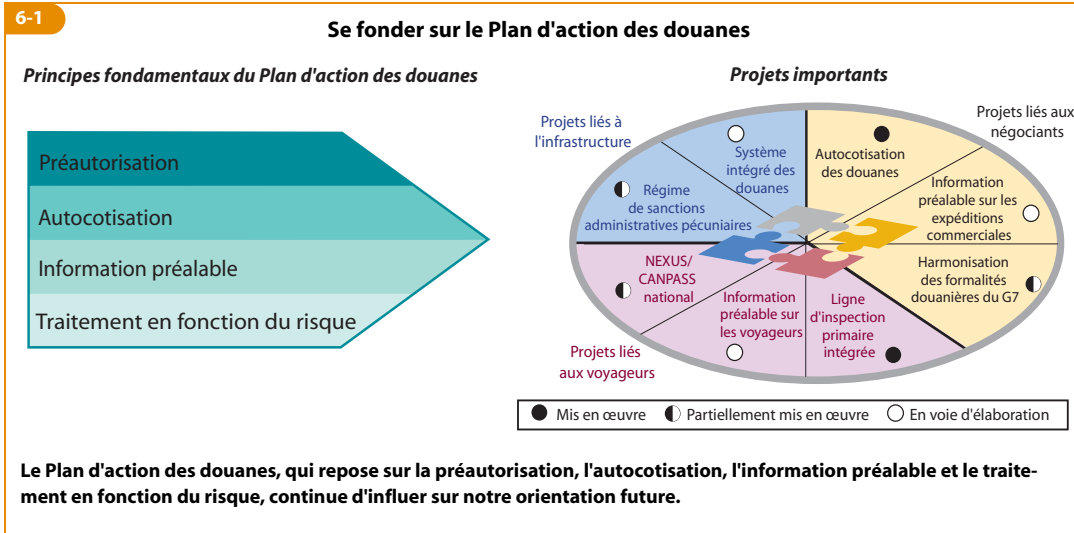 6-1
Se fonder sur le Plan d'action des douanes
Principes fondamentaux du Plan d'action des douanes
Préautorisation
Autocotisation
Information préalable
Traitement en fonction du risque
Projets importants
Projets liés à
l'infrastructure
Projets liés aux
négociants
Système
intégré des
douanes
Autocotisation
des douanes
Régime
de sanctions
administratives pécuniaires
Information
préalable sur les
expéditions
commerciales
NEXUS/
CANPASS
national
Information
préalable sur
les voyageurs
Ligne
d'inspection
primaire
intégrée
Harmonisation
des formalités
douanières du G7
Projets liés
aux voyageurs
Mis en œuvre
Partiellement mis en œuvre
En voie d'élaboration
Le Plan d'action des douanes, qui repose sur la préautorisation, l'autocotisation, l'information préalable et le traite-
ment en fonction du risque, continue d'influer sur notre orientation future.